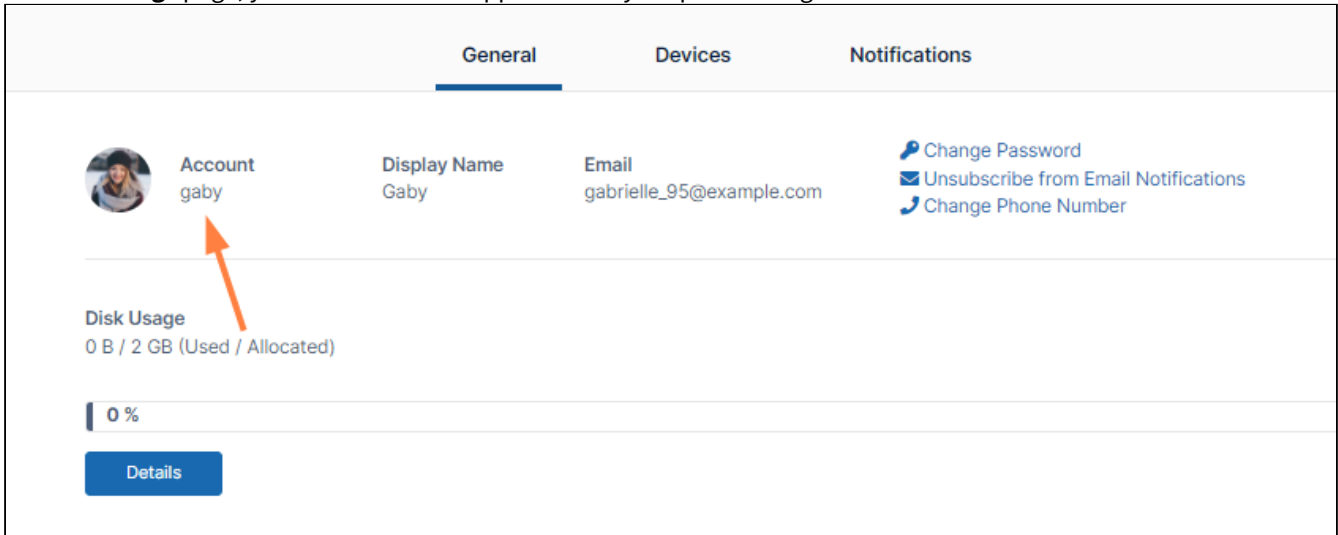 General Devices Notifications
Account
gaby
Display Name
Gaby
Email
gabrielle_95@example.com
Change Password
Unsubscribe from Email Notifications
Change Phone Number
Disk Usage
0 B / 2 GB (Used / Allocated)
0 %
Details